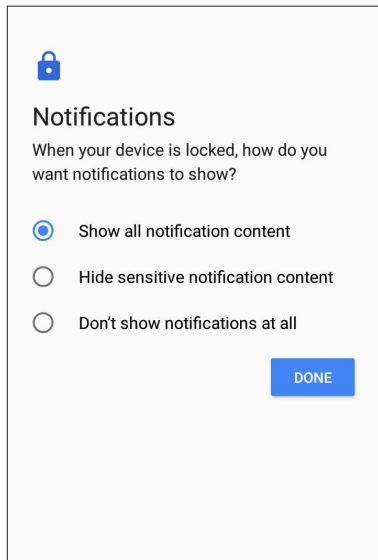 Notifications
When your device is locked, how do you
want notifications to show?
Show all notification content
Hide sensitive notification content
Don’t show notifications at all
DONE